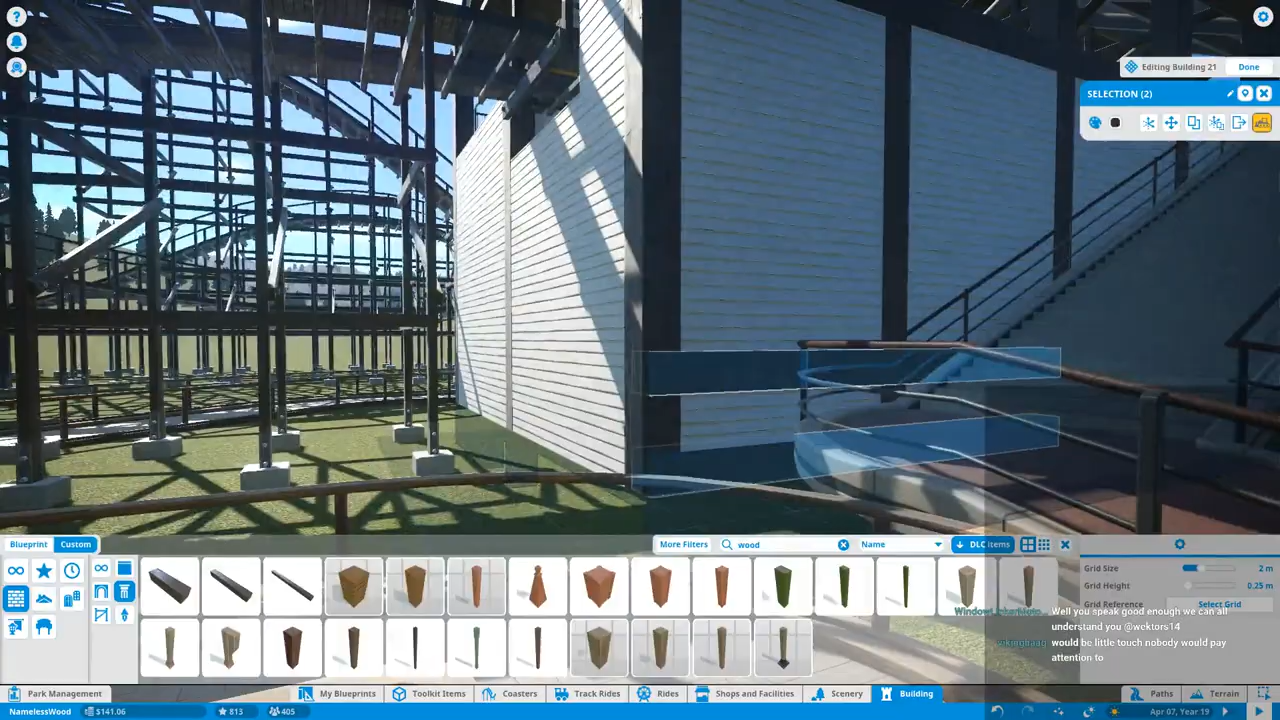 Editing Building 21
Done
SELECTION (2)
Blueprint
Custom
More Filters
wood
Name
DLC Items
Grid Size
2 m
Grid Height
0.25 m
Grid Reference
Select Grid
Well you speak good enough we can all
understand you @wektors14
would be little touch nobody would pay
attention to
Park Management
My Blueprints
Toolkit Items
Coasters
Track Rides
Rides
Shops and Facilities
Scenery
Building
Paths
Terrain
NamelessWood
$141.06
813
405
Apr 07, Year 19